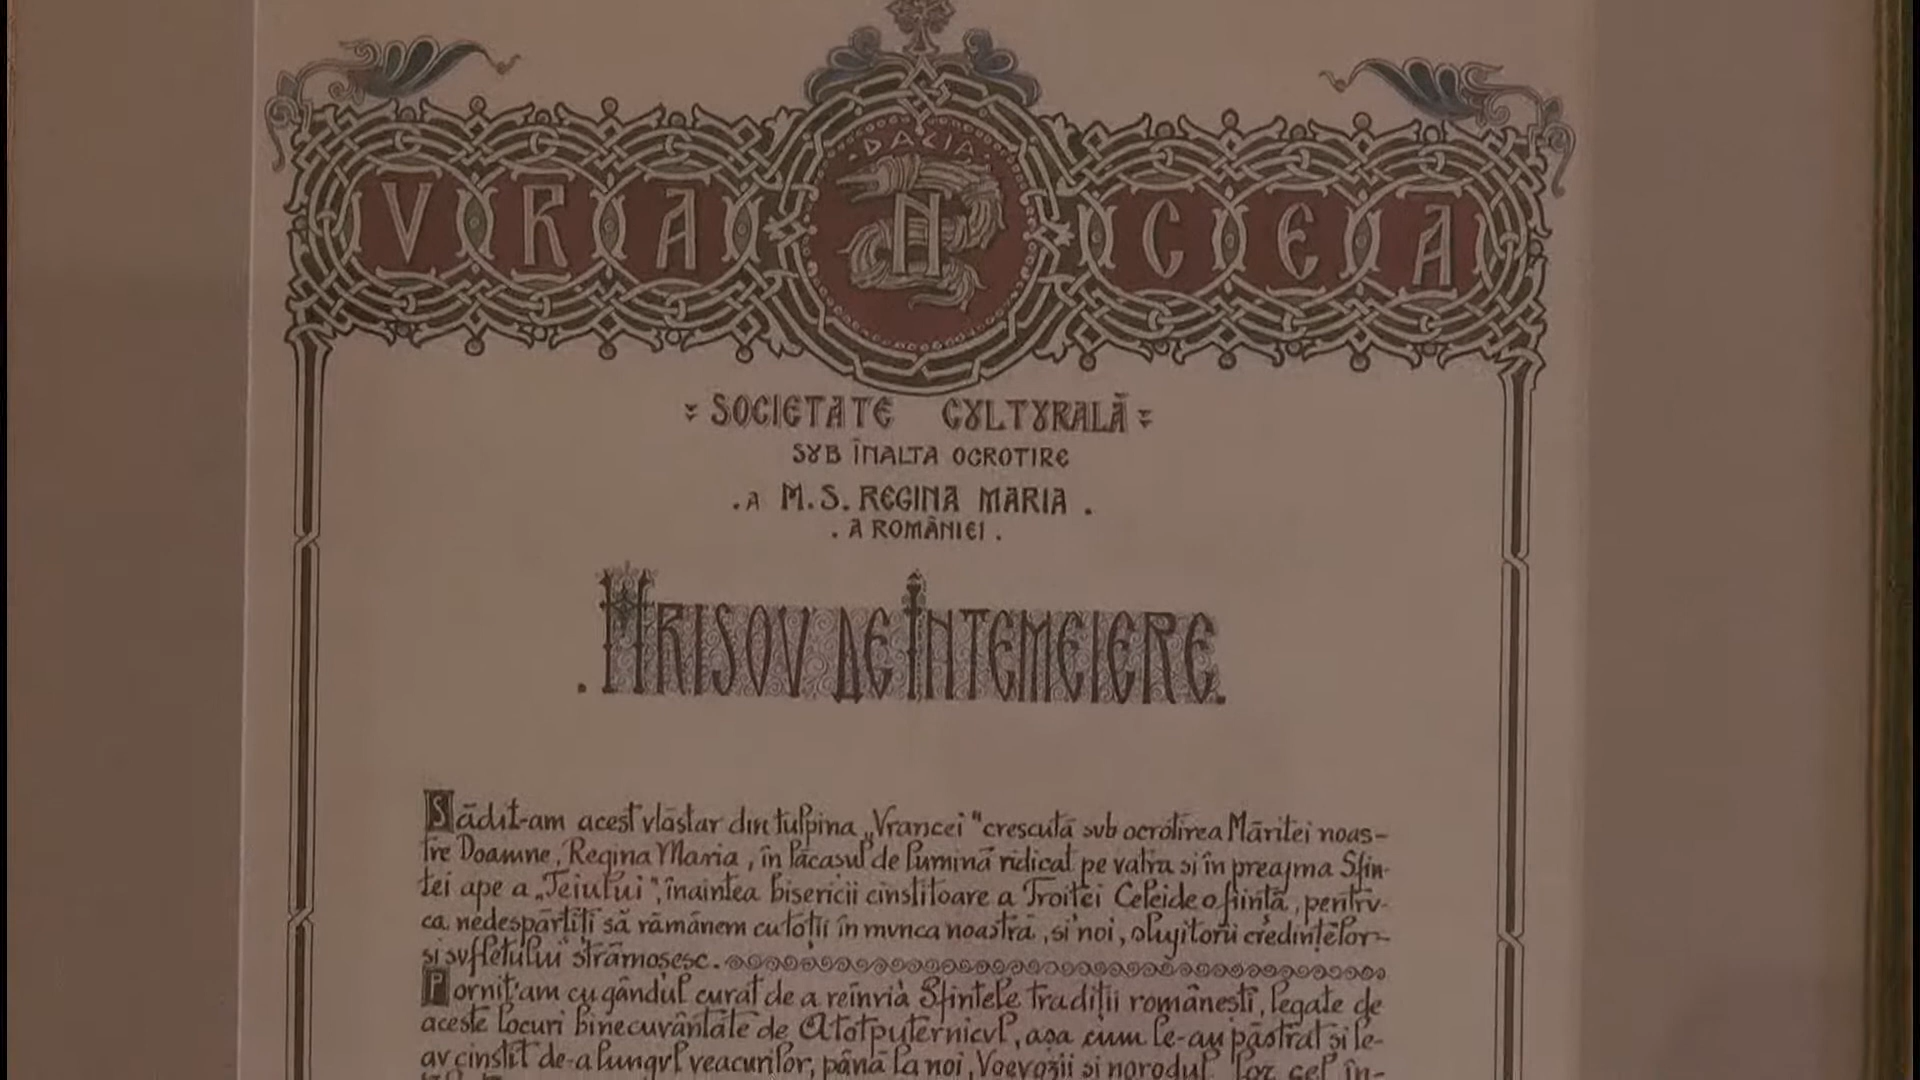 DACIA
VRANCEA
SOCIETATE CULTURALĂ
SUB ÎNALTA OCROTIRE
.A M.S. REGINA MARIA.
.A ROMÂNIEI.
.HRISOV DE ÎNTEMEIERE.
Sădit-am acest vlăstar din tulpina „Vrancei" crescută sub ocrotirea Măritei noas-
tre Doamne, Regina Maria, în lăcașul de lumină ridicat pe vatra și în preajma Sfin-
tei ape a „Teiului", înaintea bisericii cinstitoare a Troiței Celei de o ființă, pentru-
ca nedespărțiți să rămânem cu toții în munca noastră, și noi, slujitorii credințelor
și sufletului strămoșesc.
Pornit-am cu gândul curat de a reînvia Sfintele tradiții românești, legate de
aceste locuri binecuvântate de Atotputernicul, așa cum le-au păstrat și le-
au cinstit de-a lungul veacurilor, până la noi, Voevozii și norodul lor cel în-